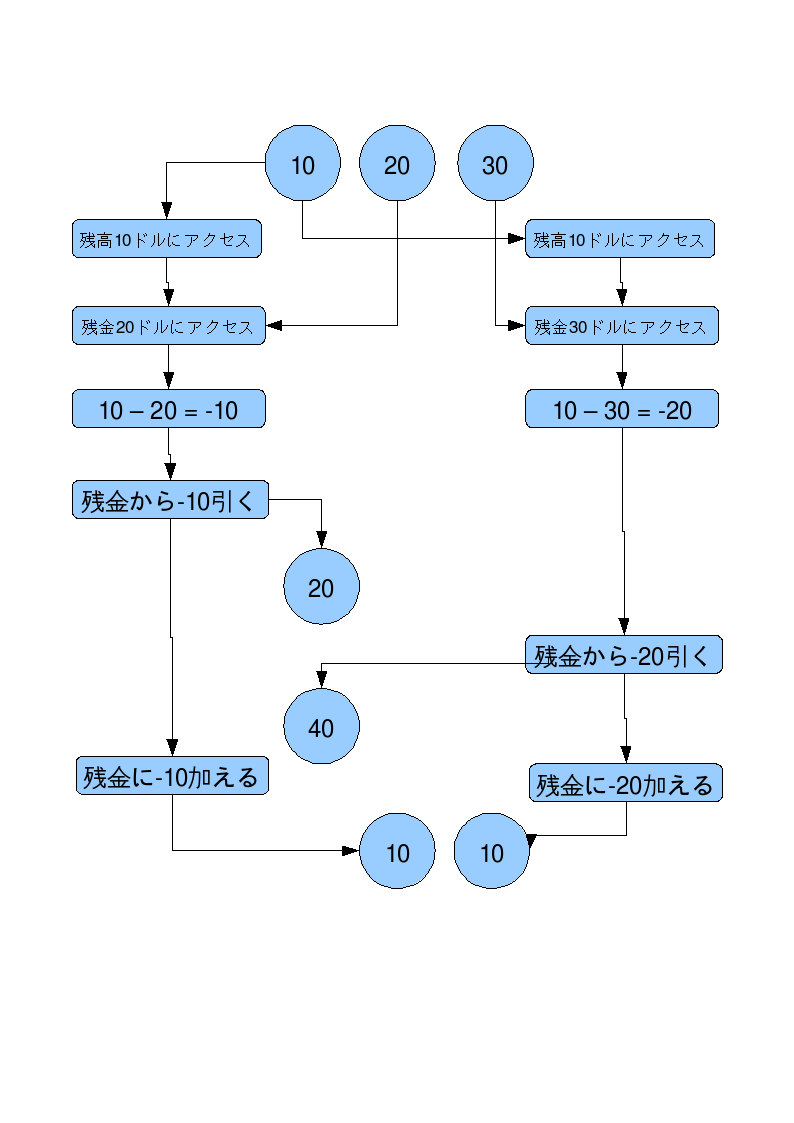 10
20
30
残高10ドルにアクセス
残高10ドルにアクセス
残金20ドルにアクセス
残金30ドルにアクセス
10 – 20 = -10
10 – 30 = -20
残金から-10引く
20
残金から-20引く
40
残金に-10加える
残金に-20加える
10
10